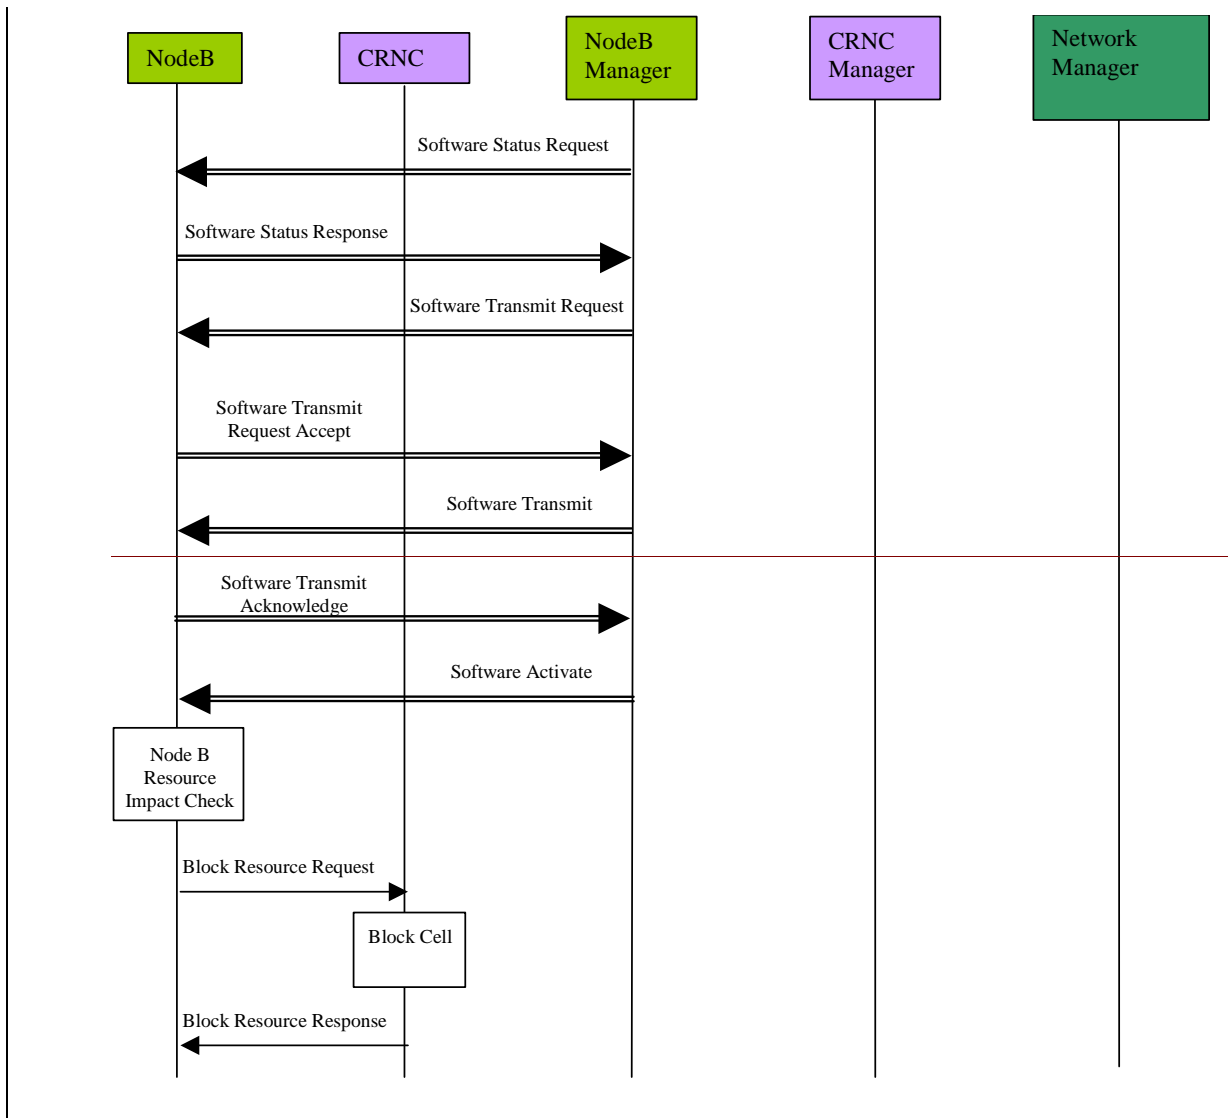 NodeB
CRNC
NodeB
Manager
CRNC
Manager
Network
Manager
Software Status Request
Software Status Response
Software Transmit Request
Software Transmit
Request Accept
Software Transmit
Software Transmit
Acknowledge
Software Activate
Node B
Resource
Impact Check
Block Resource Request
Block Cell
Block Resource Response